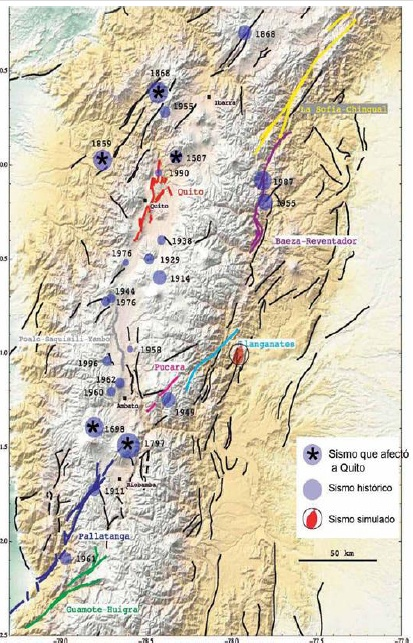 1868
1868
1955
Ibarra
La Sofia-Chingual
1859
1587
1990
Quito
Quito
1987
1955
Baeza-Reventador
1938
1976
1929
1914
1944
1976
Poalo-Saquisili-Yambo
1958
Llanganates
1996
Pucara
1962
1960
Ambato
1949
1698
1797
1911
Riobamba
Pallatanga
1961
Guamote-Huigra
Sismo que afectó
a Quito
Sismo histórico
Sismo simulado
50 km